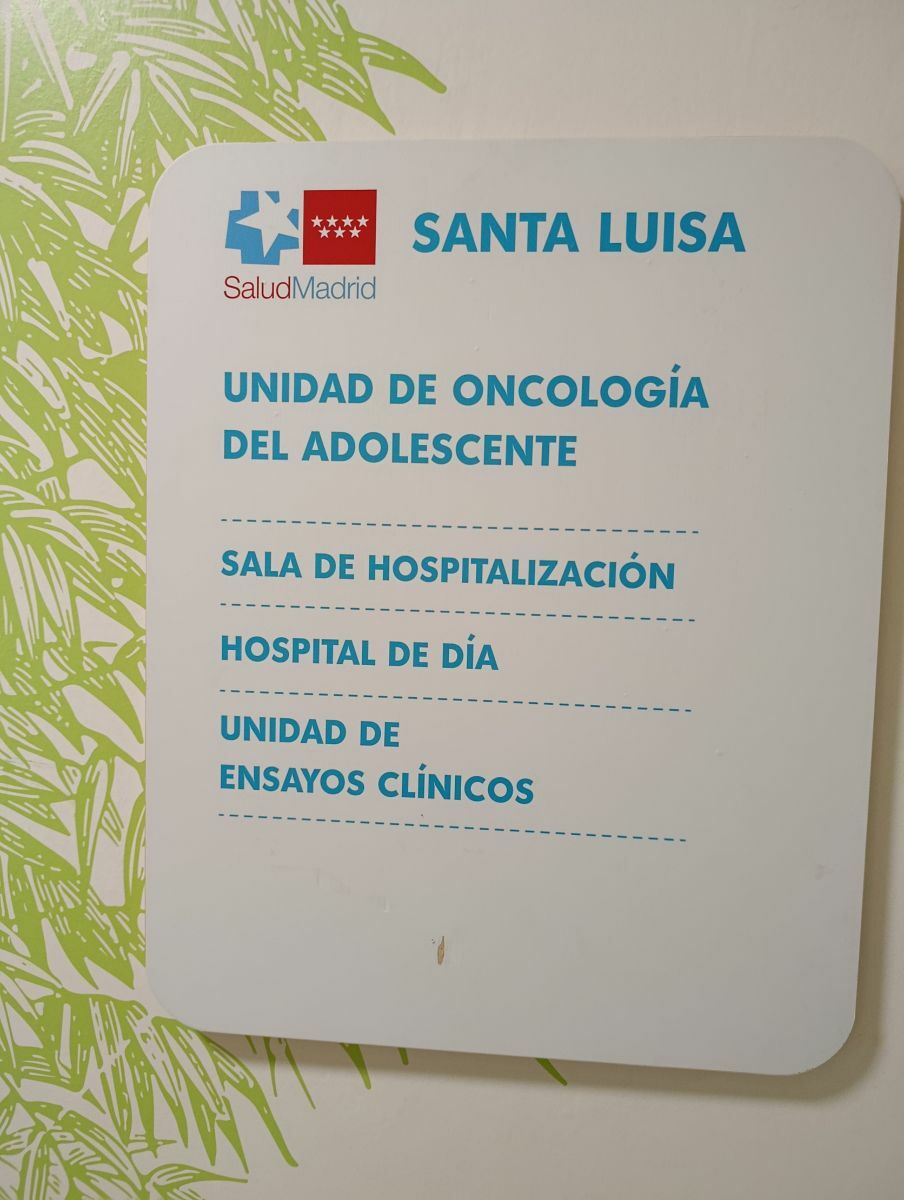 SANTA LUISA
SaludMadrid
UNIDAD DE ONCOLOGÍA
DEL ADOLESCENTE
SALA DE HOSPITALIZACIÓN
HOSPITAL DE DÍA
UNIDAD DE
ENSAYOS CLÍNICOS